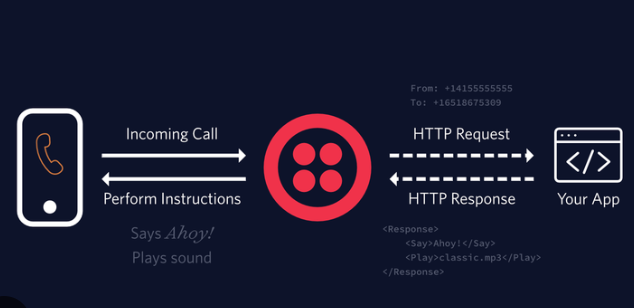 From: +14155555555
To: +16518675309
Incoming Call
HTTP Request
</>
Perform Instructions
HTTP Response
Your App
Says Ahoy!
Plays sound
<Response>
<Say>Ahoy!</Say>
<Play>classic.mp3</Play>
</Response>